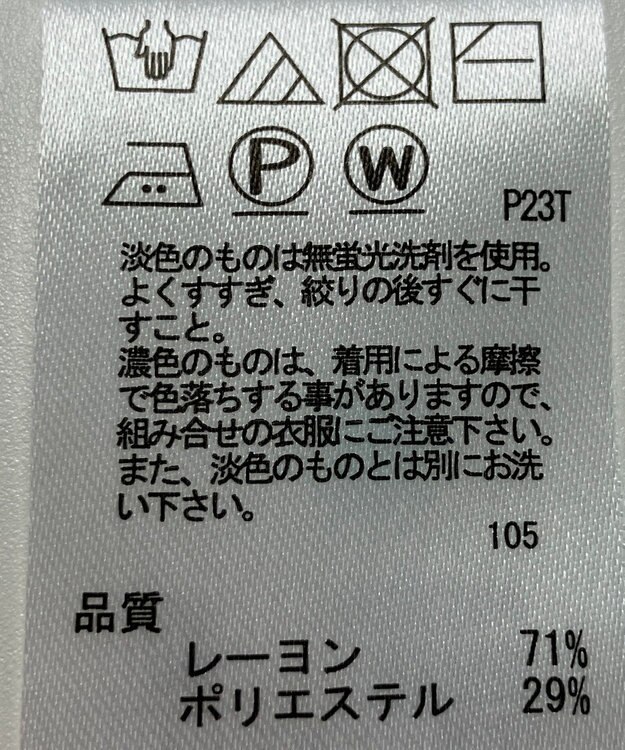 P
W
P23T
淡色のものは無蛍光洗剤を使用。
よくすすぎ、絞りの後すぐに干
すこと。
濃色のものは、着用による摩擦
で色落ちする事がありますので、
組み合せの衣服にご注意下さい。
また、淡色のものとは別にお洗
い下さい。
105
品質
レーヨン 71%
ポリエステル 29%